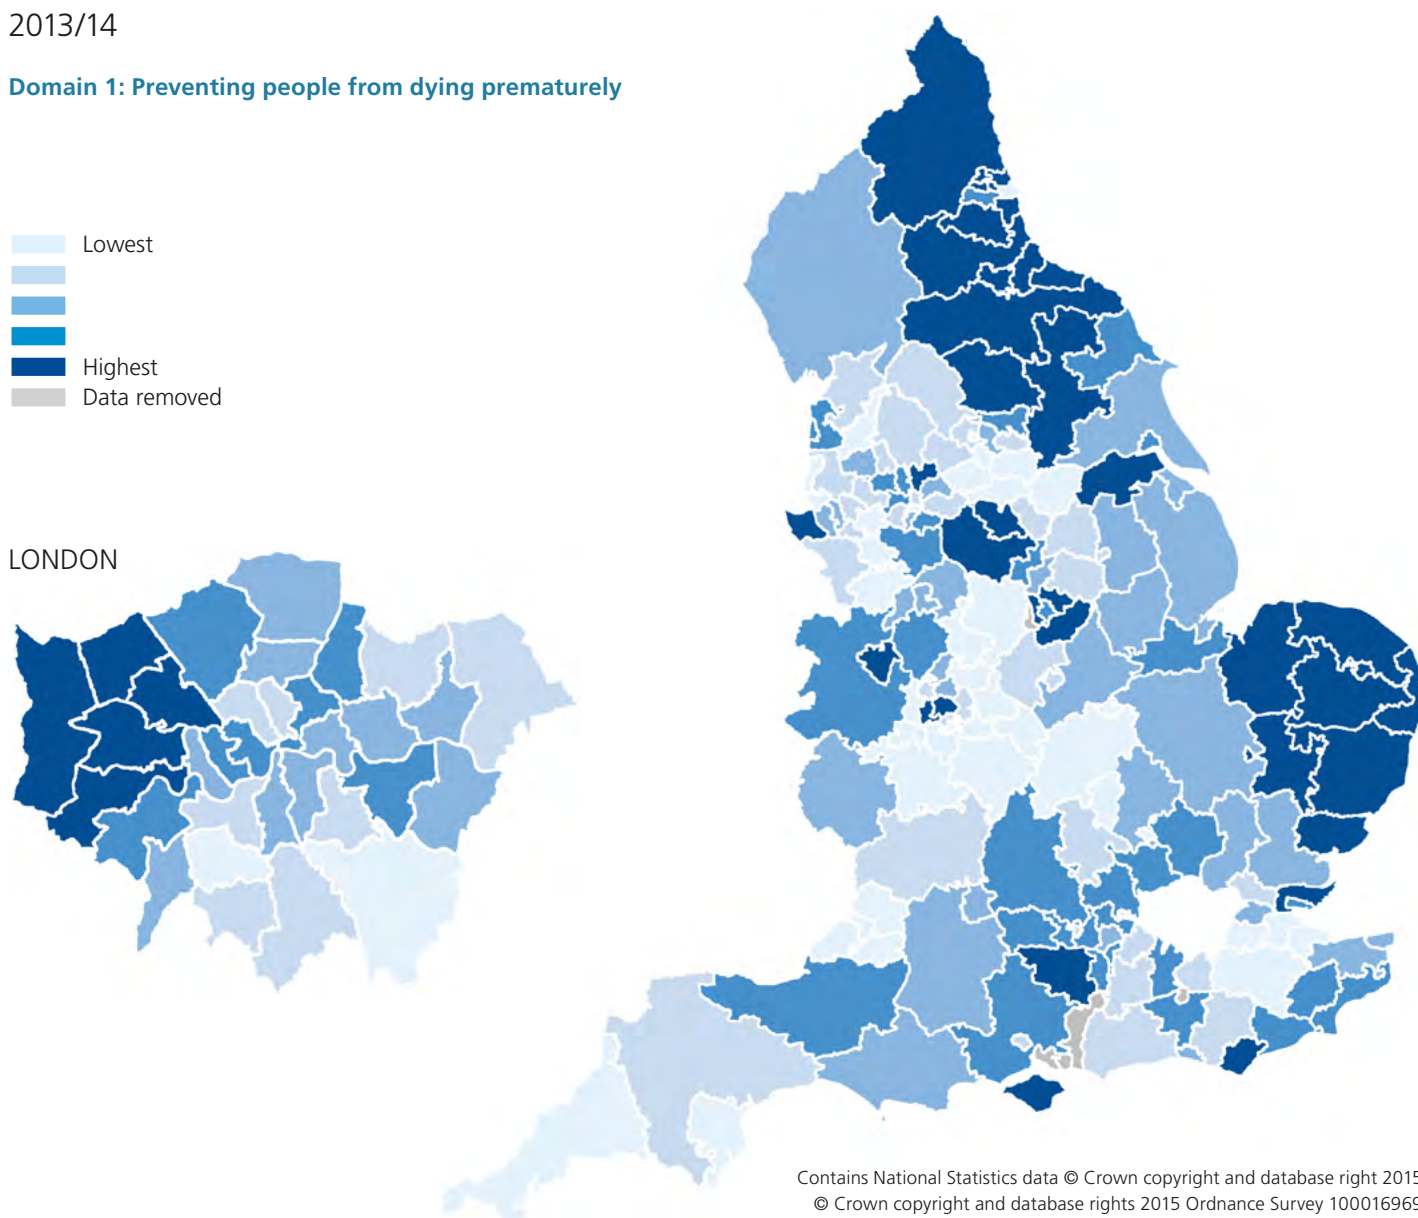 2013/14
Domain 1: Preventing people from dying prematurely
Lowest
Highest
Data removed
LONDON
Contains National Statistics data © Crown copyright and database right 2015
© Crown copyright and database rights 2015 Ordnance Survey 100016969